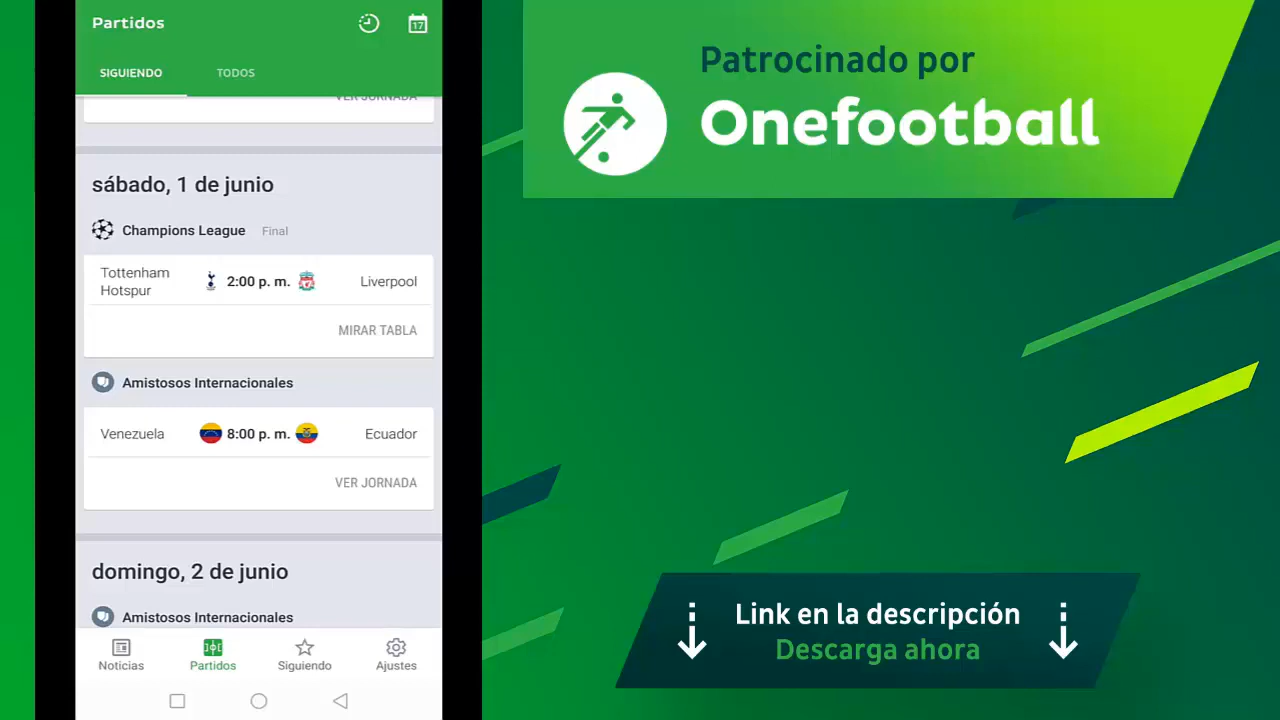 Partidos
17
SIGUIENDO
TODOS
VER JORNADA
sábado, 1 de junio
Champions League Final
Tottenham Hotspur 2:00 p. m. Liverpool
MIRAR TABLA
Amistosos Internacionales
Venezuela 8:00 p. m. Ecuador
VER JORNADA
domingo, 2 de junio
Amistosos Internacionales
Noticias
Partidos
Siguiendo
Ajustes
Patrocinado por
Onefootball
Link en la descripción
Descarga ahora